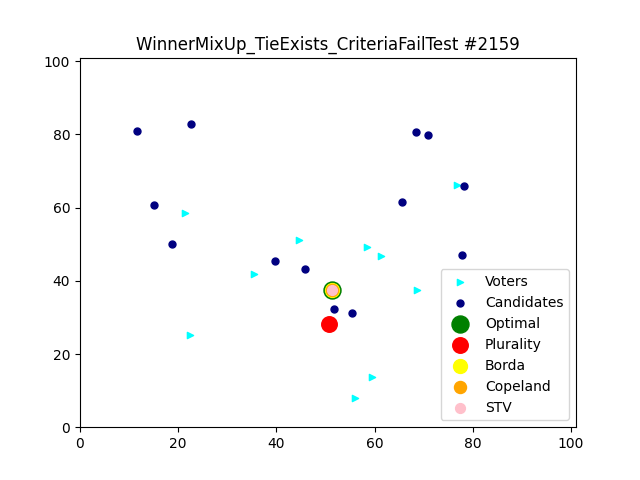 WinnerMixUp_TieExists_CriteriaFailTest #2159
100
80
60
40
20
0
0 20 40 60 80 100
Voters
Candidates
Optimal
Plurality
Borda
Copeland
STV